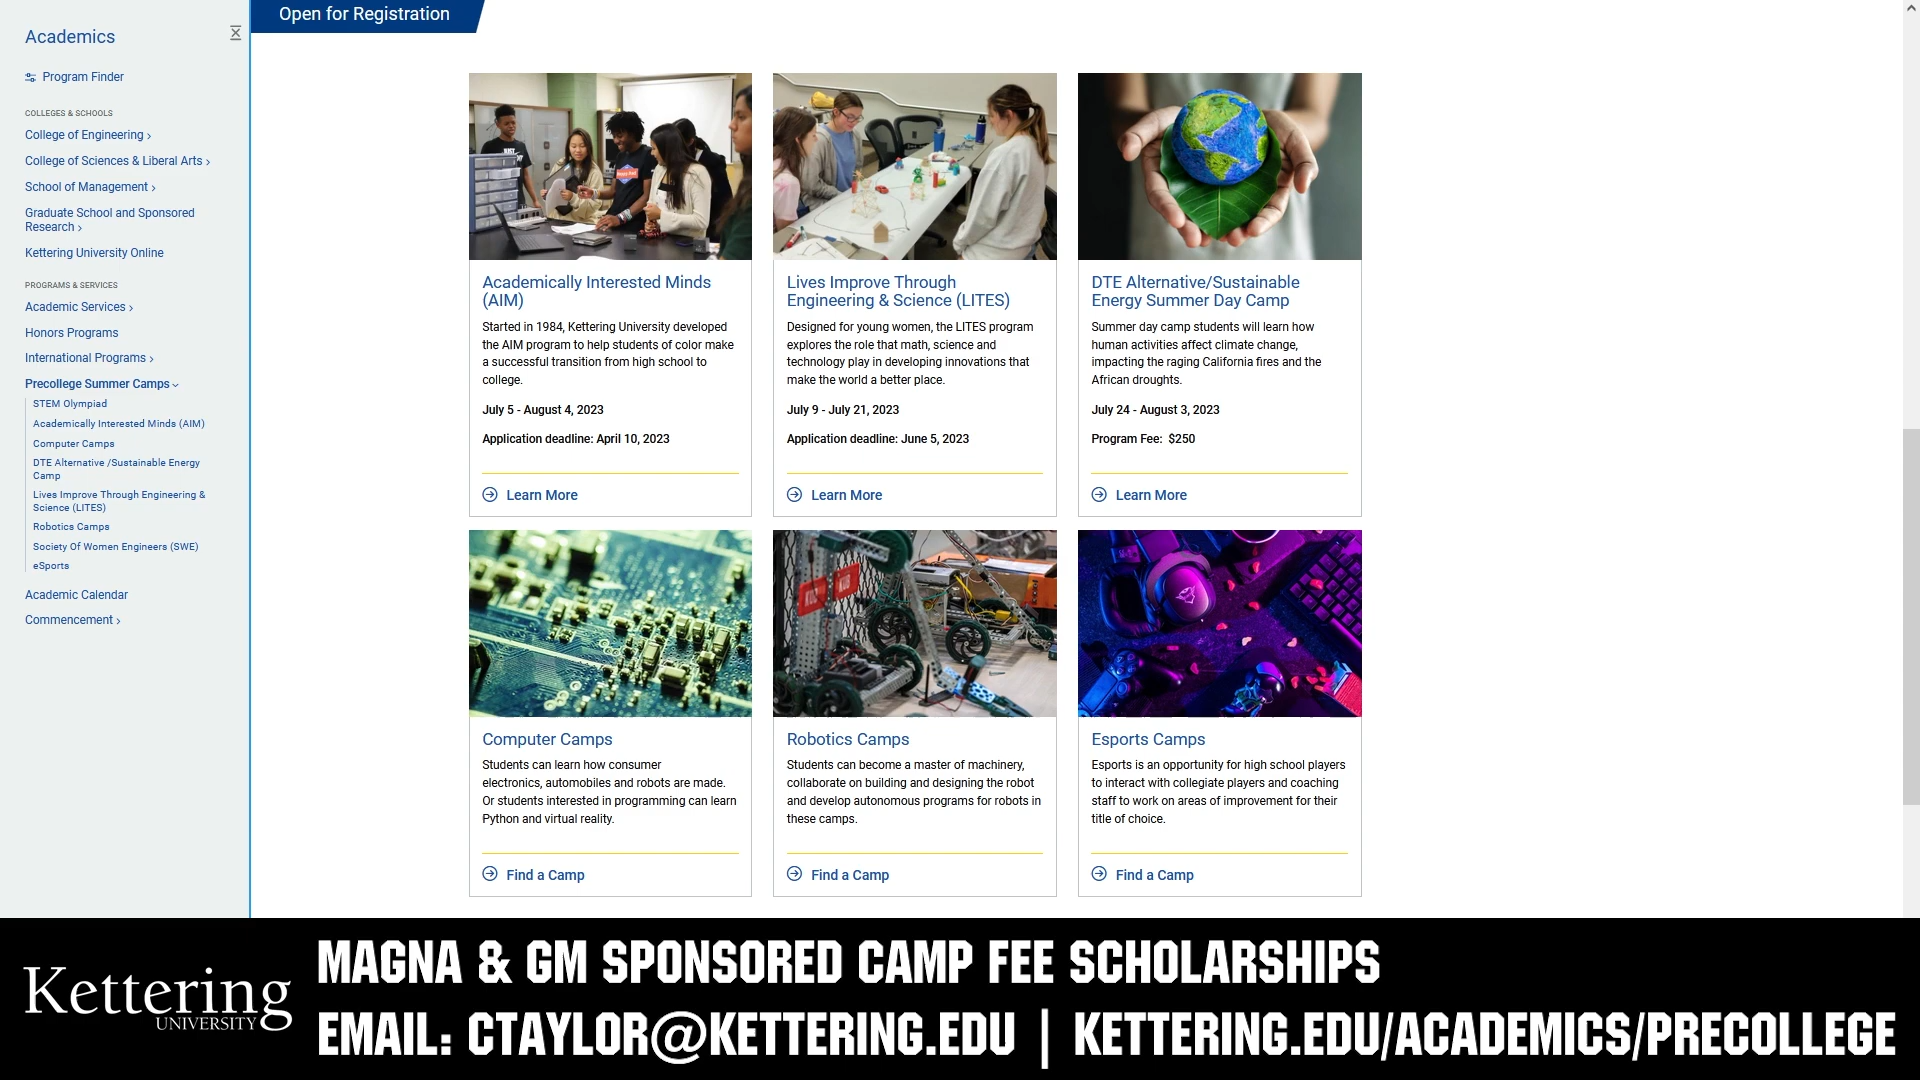 Open for Registration
Academics
Program Finder
COLLEGES & SCHOOLS
College of Engineering
College of Sciences & Liberal Arts
School of Management
Graduate School and Sponsored
Research
Kettering University Online
PROGRAMS & SERVICES
Academic Services
Honors Programs
International Programs
Precollege Summer Camps
STEM Olympiad
Academically Interested Minds (AIM)
Computer Camps
DTE Alternative /Sustainable Energy
Camp
Lives Improve Through Engineering &
Science (LITES)
Robotics Camps
Society Of Women Engineers (SWE)
eSports
Academic Calendar
Commencement
Academically Interested Minds
(AIM)
Started in 1984, Kettering University developed
the AIM program to help students of color make
a successful transition from high school to
college.
July 5 - August 4, 2023
Application deadline: April 10, 2023
Learn More
Lives Improve Through
Engineering & Science (LITES)
Designed for young women, the LITES program
explores the role that math, science and
technology play in developing innovations that
make the world a better place.
July 9 - July 21, 2023
Application deadline: June 5, 2023
Learn More
DTE Alternative/Sustainable
Energy Summer Day Camp
Summer day camp students will learn how
human activities affect climate change,
impacting the raging California fires and the
African droughts.
July 24 - August 3, 2023
Program Fee: $250
Learn More
Computer Camps
Students can learn how consumer
electronics, automobiles and robots are made.
Or students interested in programming can learn
Python and virtual reality.
Find a Camp
KUB
Robotics Camps
Students can become a master of machinery,
collaborate on building and designing the robot
and develop autonomous programs for robots in
these camps.
Find a Camp
Esports Camps
Esports is an opportunity for high school players
to interact with collegiate players and coaching
staff to work on areas of improvement for their
title of choice.
Find a Camp
Kettering
UNIVERSITY
MAGNA & GM SPONSORED CAMP FEE SCHOLARSHIPS
EMAIL: CTAYLOR@KETTERING.EDU | KETTERING.EDU/ACADEMICS/PRECOLLEGE